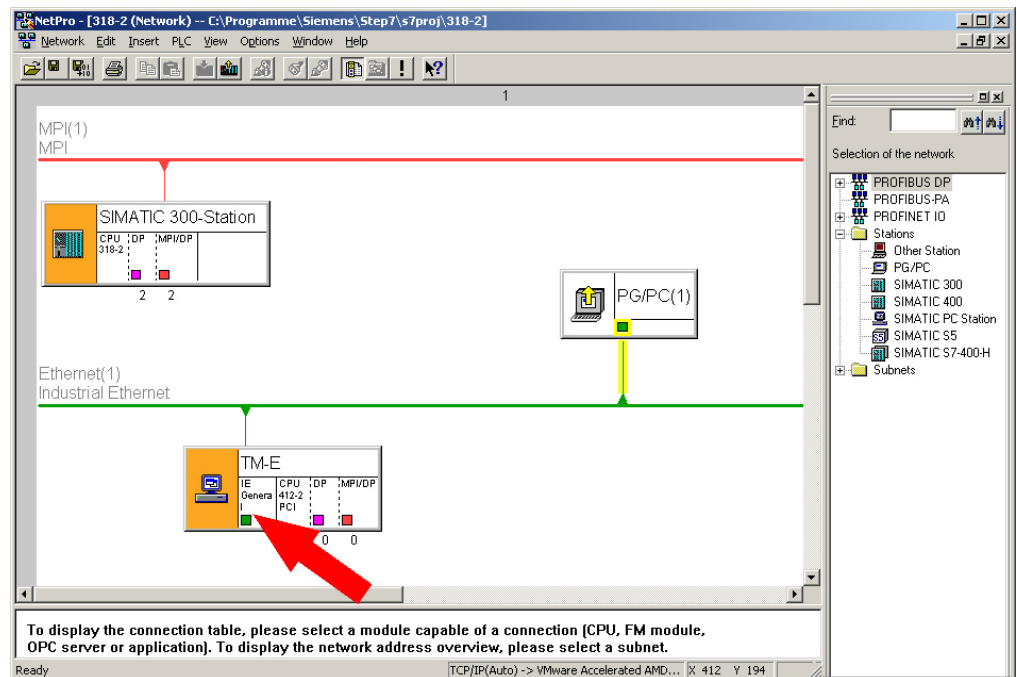 NetPro - [318-2 (Network) -- C:\Programme\Siemens\Step7\s7proj\318-2]
Network Edit Insert PLC View Options Window Help
1
MPI(1)
MPI
SIMATIC 300-Station
CPU 318-2 DP MPI/DP
2 2
PG/PC(1)
Ethernet(1)
Industrial Ethernet
TM-E
IE General CPU 412-2 PCI DP MPI/DP
0 0
Find:
Selection of the network
PROFIBUS DP
PROFIBUS-PA
PROFINET IO
Stations
Other Station
PG/PC
SIMATIC 300
SIMATIC 400
SIMATIC PC Station
SIMATIC S5
SIMATIC S7-400-H
Subnets
To display the connection table, please select a module capable of a connection (CPU, FM module,
OPC server or application). To display the network address overview, please select a subnet.
Ready TCP/IP(Auto) -> VMware Accelerated AMD... X 412 Y 194